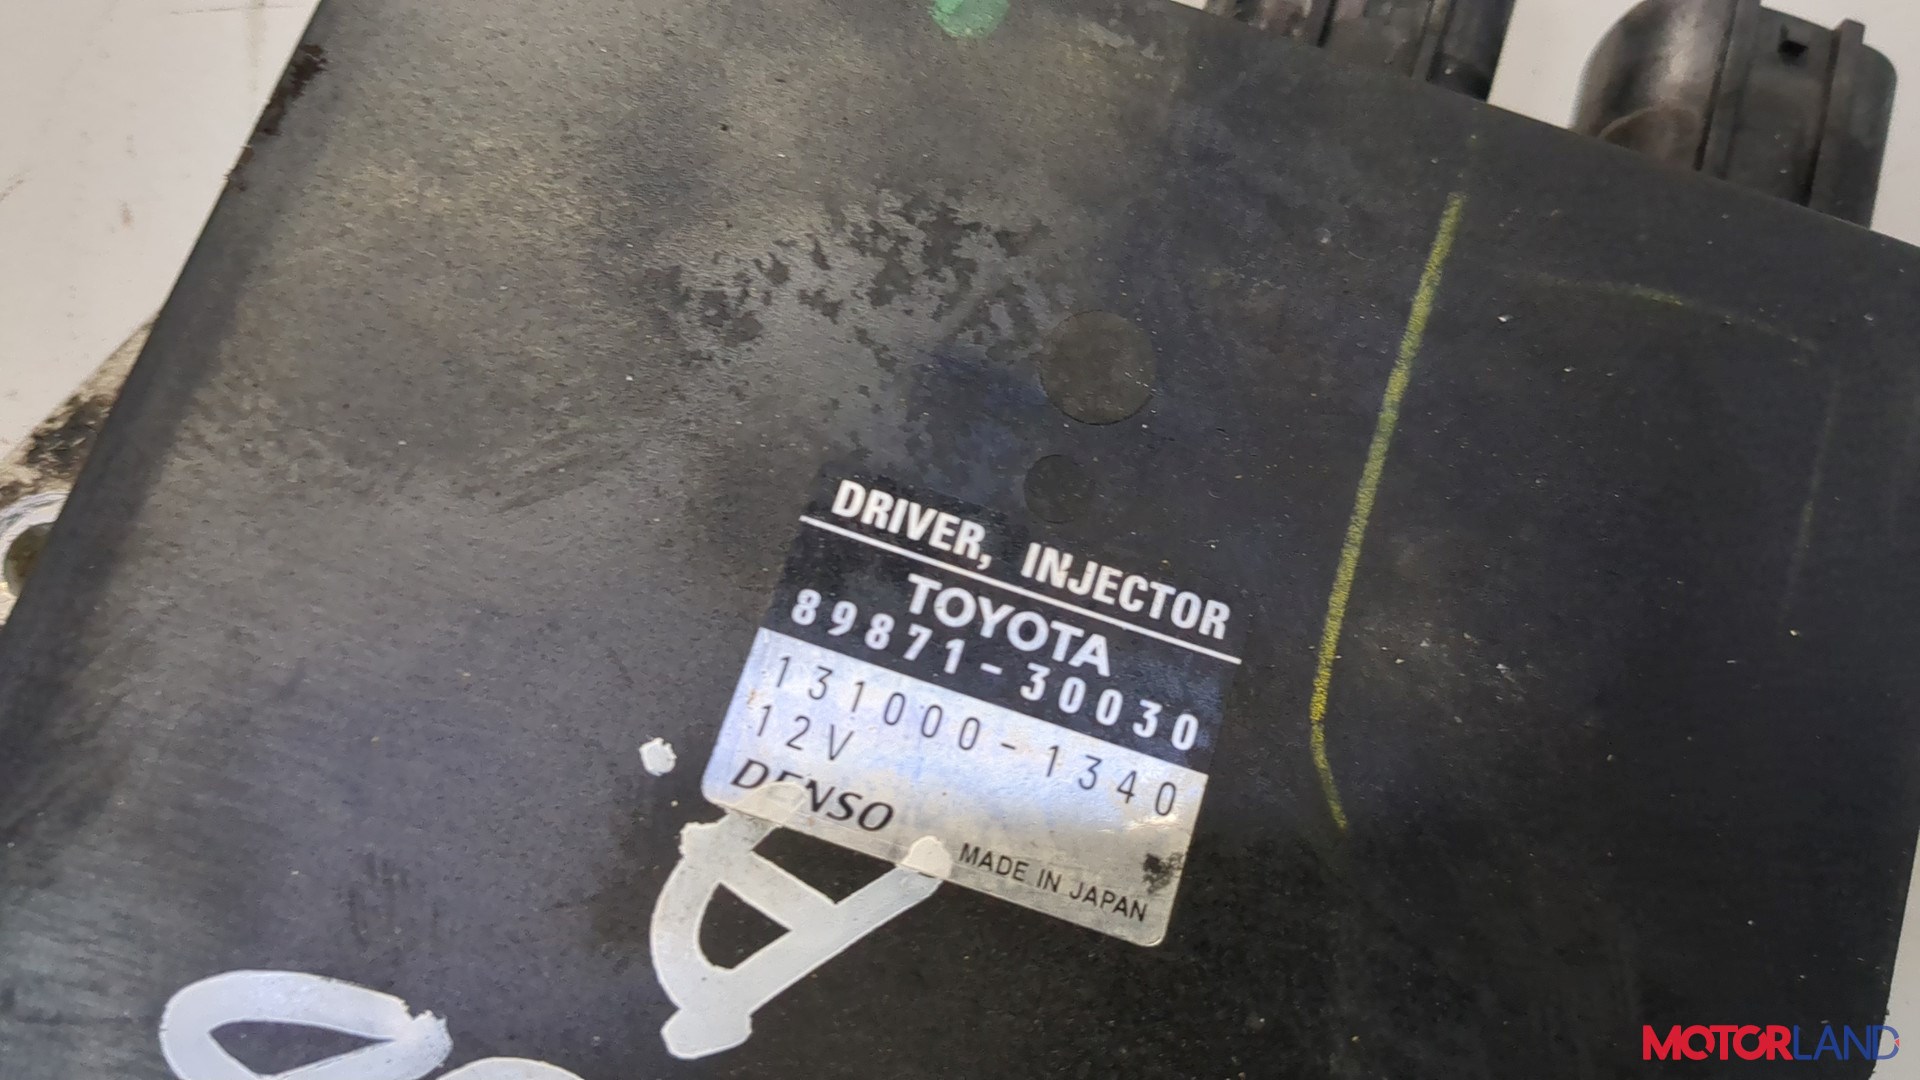 DRIVER, INJECTOR
TOYOTA
89871-30030
131000-1340
12V
DENSO
MADE IN JAPAN
A
MOTORLAND